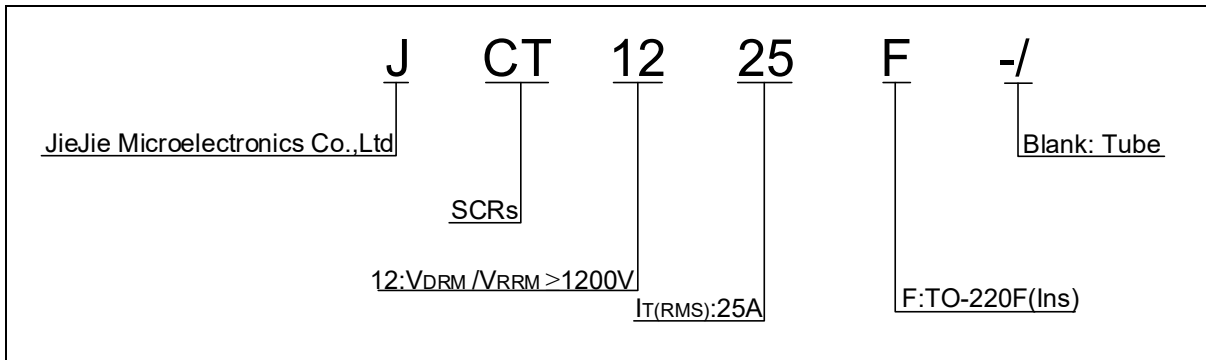 J CT 12 25 F -/
JieJie Microelectronics Co.,Ltd
Blank: Tube
SCRs
12:VDRM /VRRM >1200V
F:TO-220F(Ins)
IT(RMS):25A